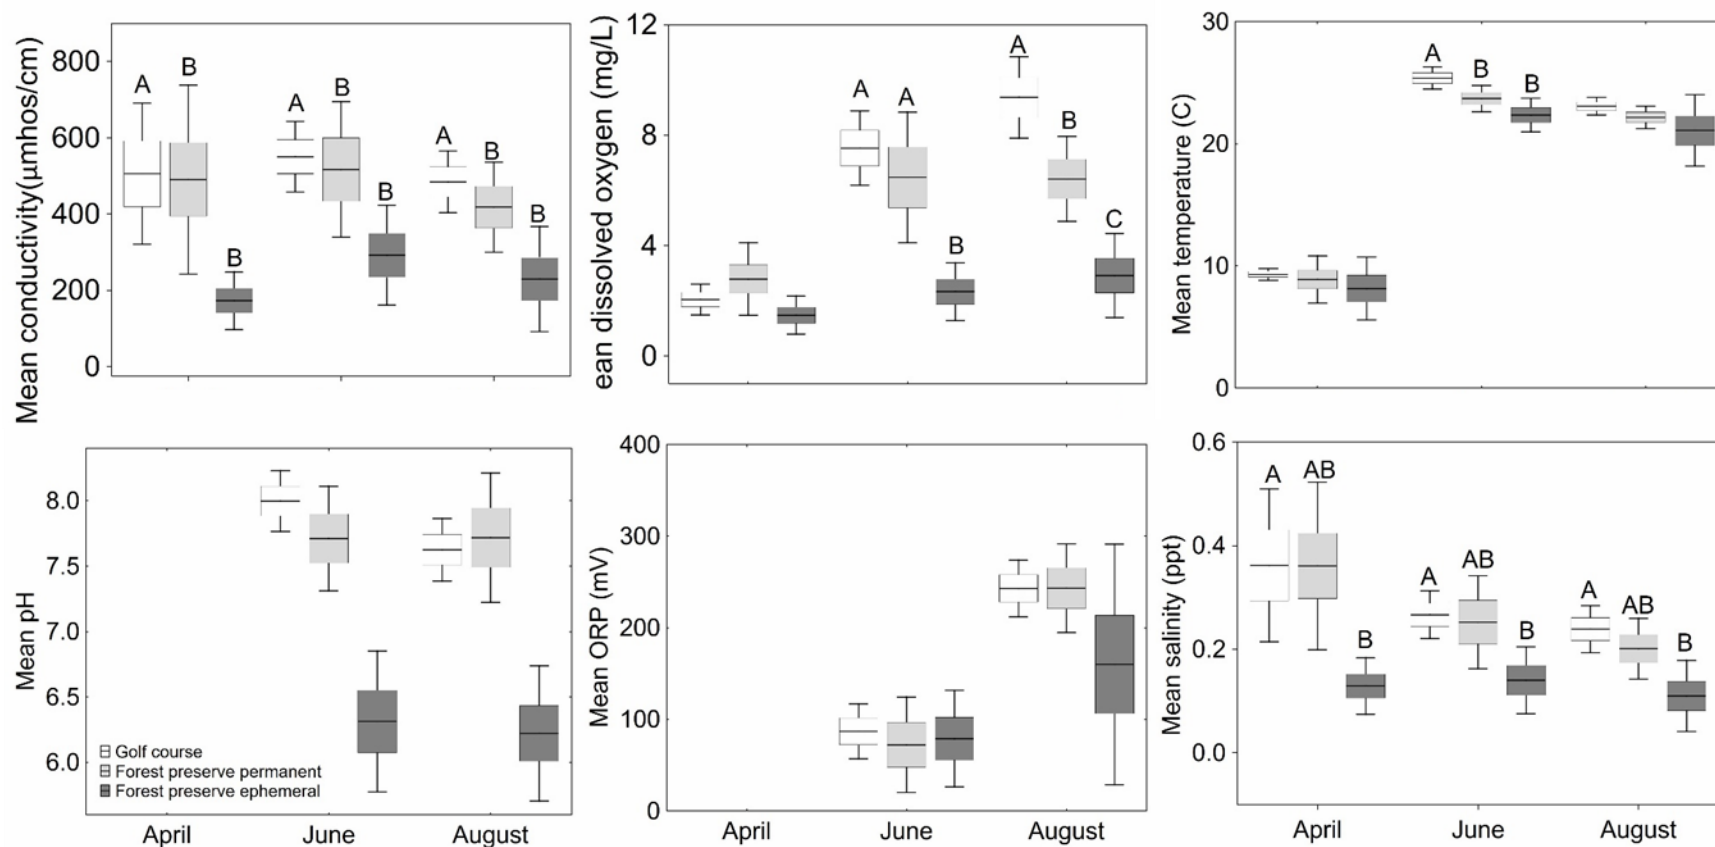 Mean conductivity(µmhos/cm)
800
600
400
200
0
A B B
A B B
A B B
ean dissolved oxygen (mg/L)
12
8
4
0
A A B
A B C
Mean temperature (C)
30
20
10
0
A B B
Mean pH
8.0
7.5
7.0
6.5
6.0
Golf course
Forest preserve permanent
Forest preserve ephemeral
April June August
Mean ORP (mV)
400
300
200
100
0
April June August
Mean salinity (ppt)
0.6
0.4
0.2
0.0
A AB B
A AB B
A AB B
April June August